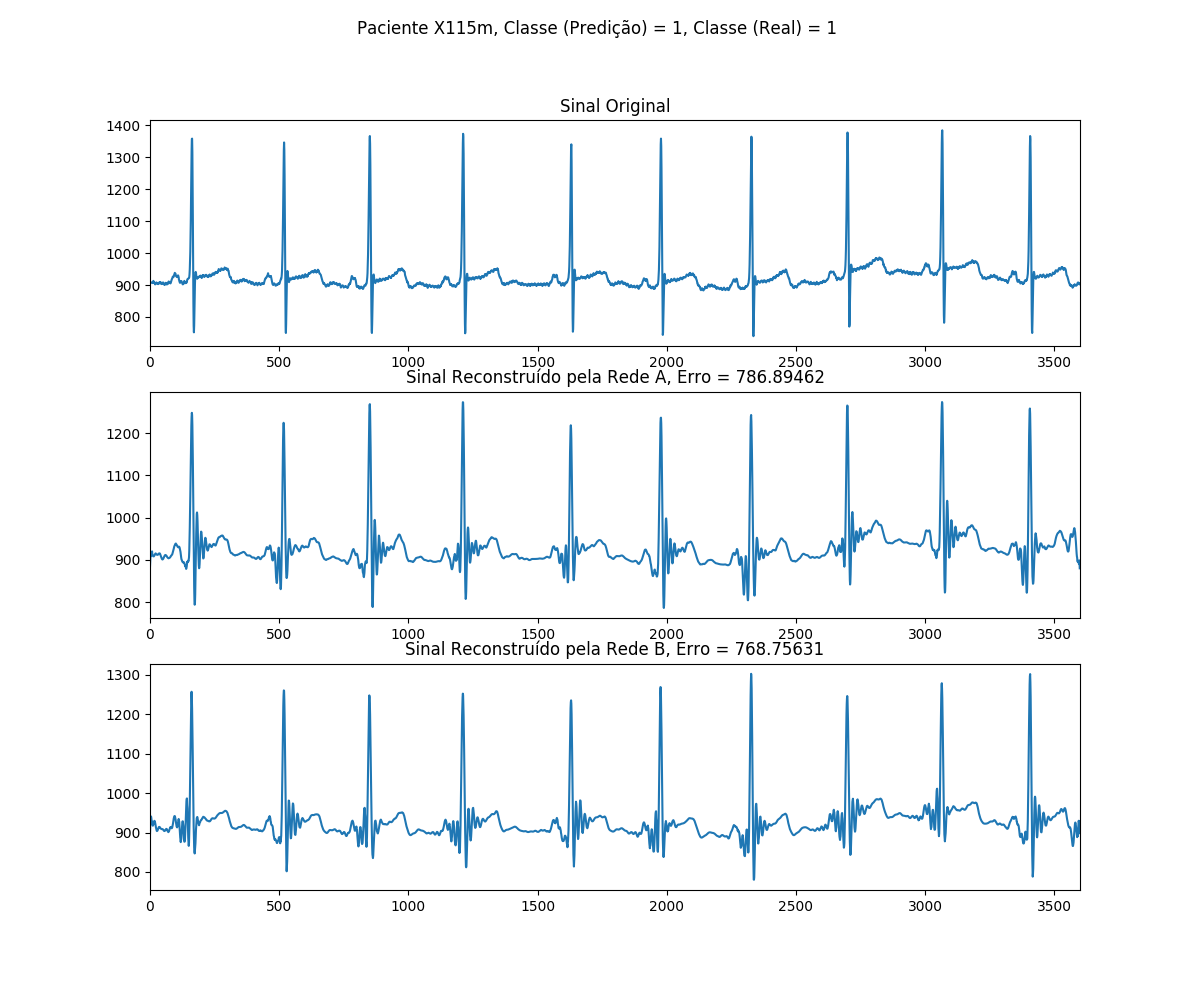 Paciente X115m, Classe (Predição) = 1, Classe (Real) = 1
Sinal Original
1400
1300
1200
1100
1000
900
800
0 500 1000 1500 2000 2500 3000 3500
Sinal Reconstruído pela Rede A, Erro = 786.89462
1200
1100
1000
900
800
0 500 1000 1500 2000 2500 3000 3500
Sinal Reconstruído pela Rede B, Erro = 768.75631
1300
1200
1100
1000
900
800
0 500 1000 1500 2000 2500 3000 3500